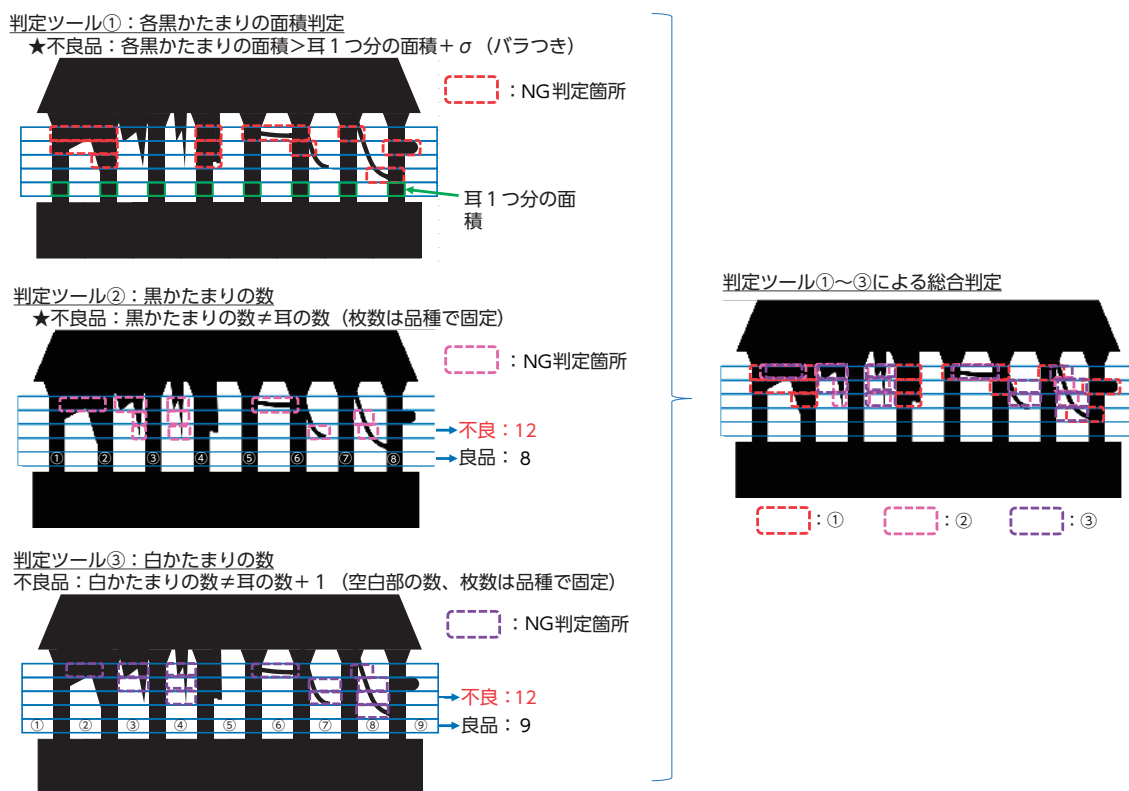 判定ツール①：各黒かたまりの面積判定
★不良品：各黒かたまりの面積＞耳１つ分の面積＋σ（バラつき）
：NG判定箇所
耳１つ分の面
積
判定ツール②：黒かたまりの数
★不良品：黒かたまりの数≠耳の数（枚数は品種で固定）
：NG判定箇所
不良：12
① ② ③ ④ ⑤ ⑥ ⑦ ⑧
良品：8
判定ツール③：白かたまりの数
不良品：白かたまりの数≠耳の数＋１（空白部の数、枚数は品種で固定）
：NG判定箇所
不良：12
① ② ③ ④ ⑤ ⑥ ⑦ ⑧ ⑨
良品：9
判定ツール①〜③による総合判定
：① ：② ：③